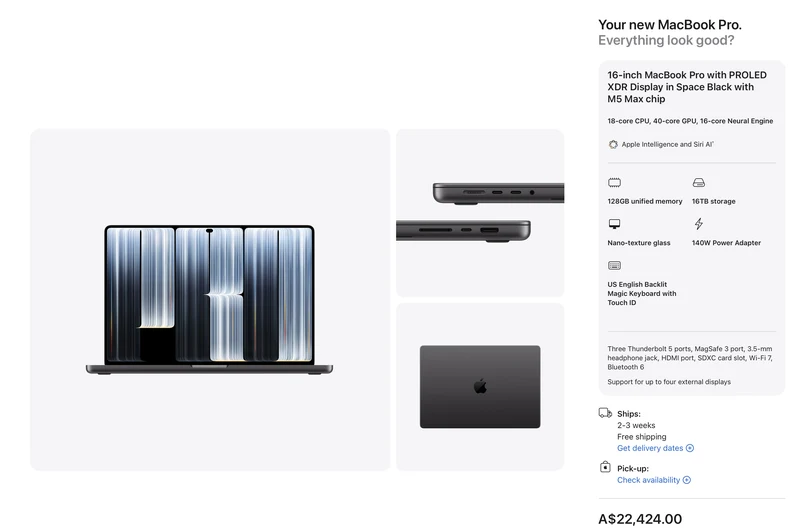 Your new MacBook Pro.
Everything look good?
16-inch MacBook Pro with PROLED
XDR Display in Space Black with
M5 Max chip
18-core CPU, 40-core GPU, 16-core Neural Engine
Apple Intelligence and Siri AI
128GB unified memory
16TB storage
Nano-texture glass
140W Power Adapter
US English Backlit
Magic Keyboard with
Touch ID
Three Thunderbolt 5 ports, MagSafe 3 port, 3.5-mm
headphone jack, HDMI port, SDXC card slot, Wi-Fi 7,
Bluetooth 6
Support for up to four external displays
Ships:
2-3 weeks
Free shipping
Get delivery dates
Pick-up:
Check availability
A$22,424.00